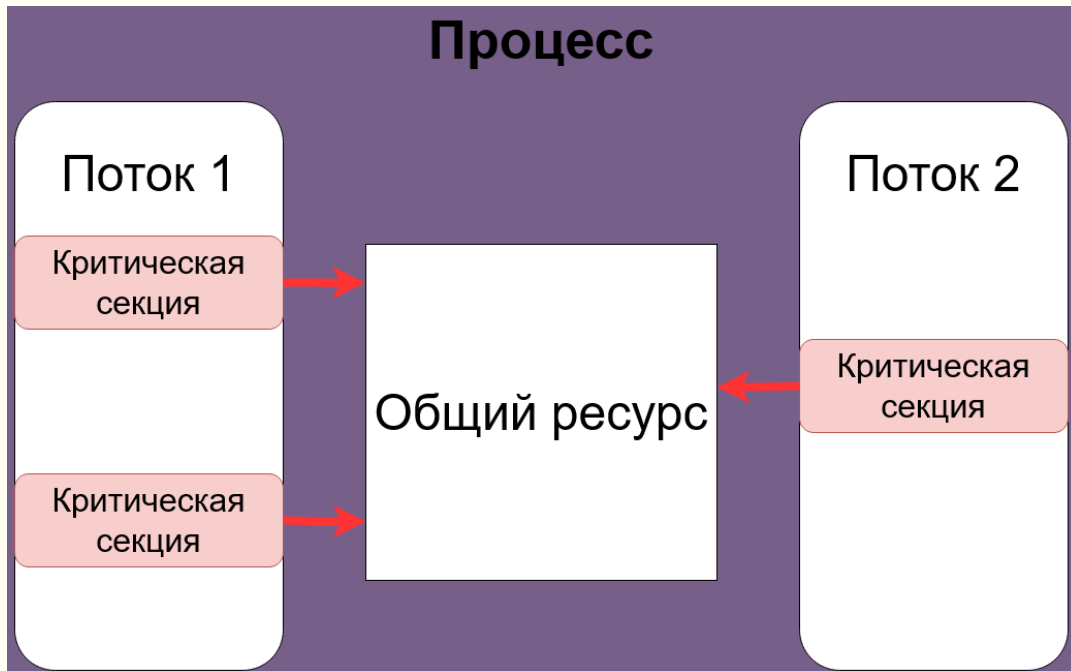 Процесс
Поток 1
Критическая
секция
Критическая
секция
Общий ресурс
Поток 2
Критическая
секция